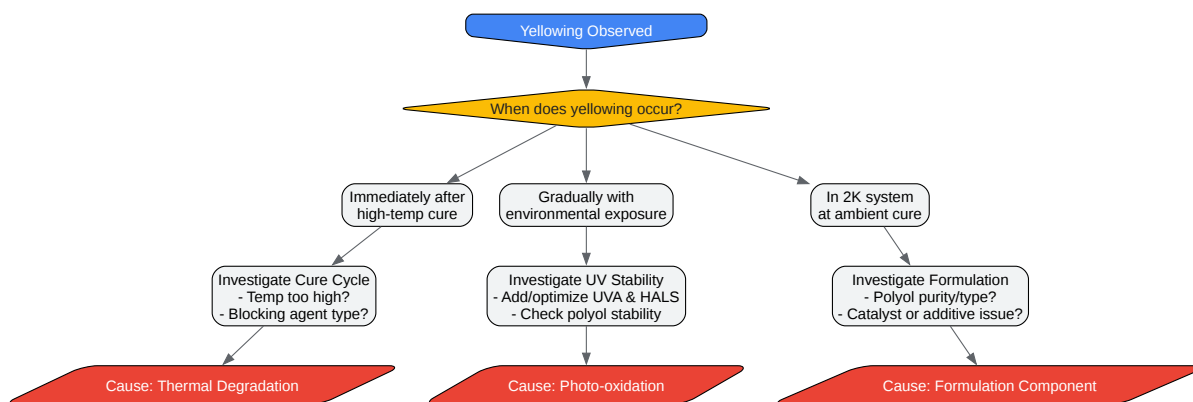 Yellowing Observed
When does yellowing occur?
Immediately after
high-temp cure
Gradually with
environmental exposure
In 2K system
at ambient cure
Investigate Cure Cycle
- Temp too high?
- Blocking agent type?
Investigate UV Stability
- Add/optimize UVA & HALS
- Check polyol stability
Investigate Formulation
- Polyol purity/type?
- Catalyst or additive issue?
Cause: Thermal Degradation
Cause: Photo-oxidation
Cause: Formulation Component